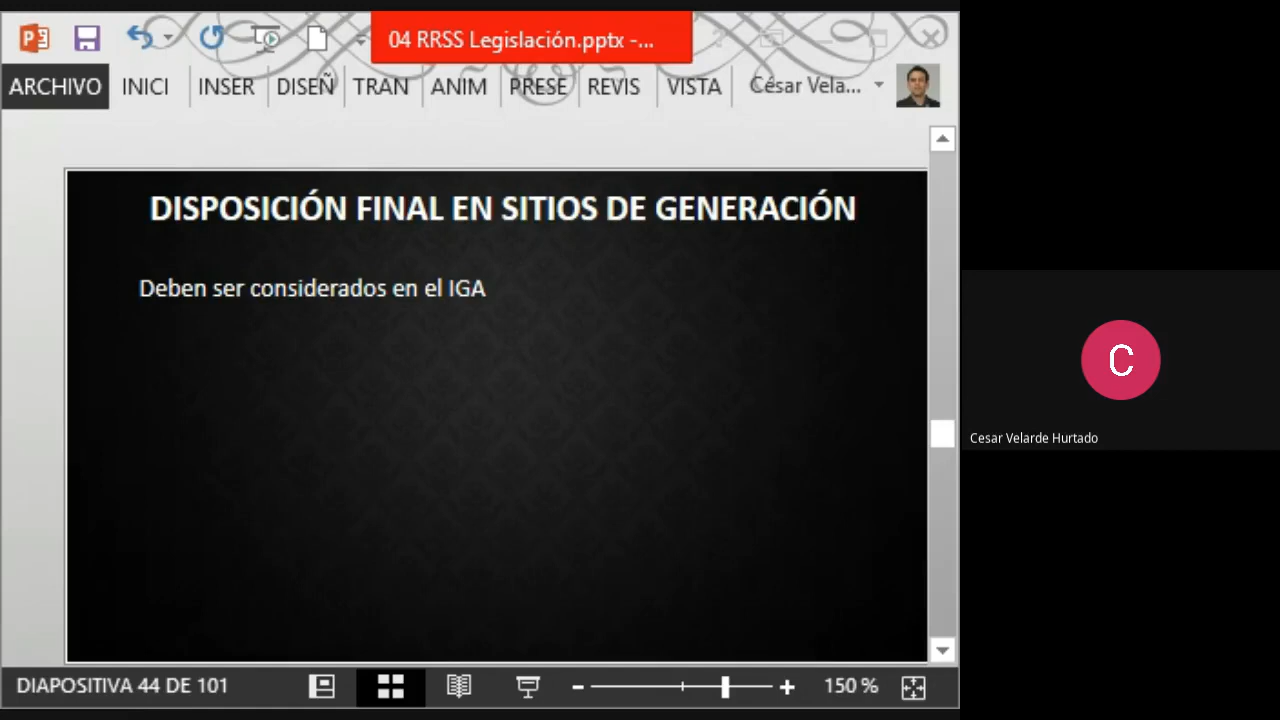 04 RRSS Legislación.pptx -...
ARCHIVO INICI INSER DISEÑ TRAN ANIM PRESE REVIS VISTA César Vela...
DISPOSICIÓN FINAL EN SITIOS DE GENERACIÓN
Deben ser considerados en el IGA
C
Cesar Velarde Hurtado
DIAPOSITIVA 44 DE 101 150 %